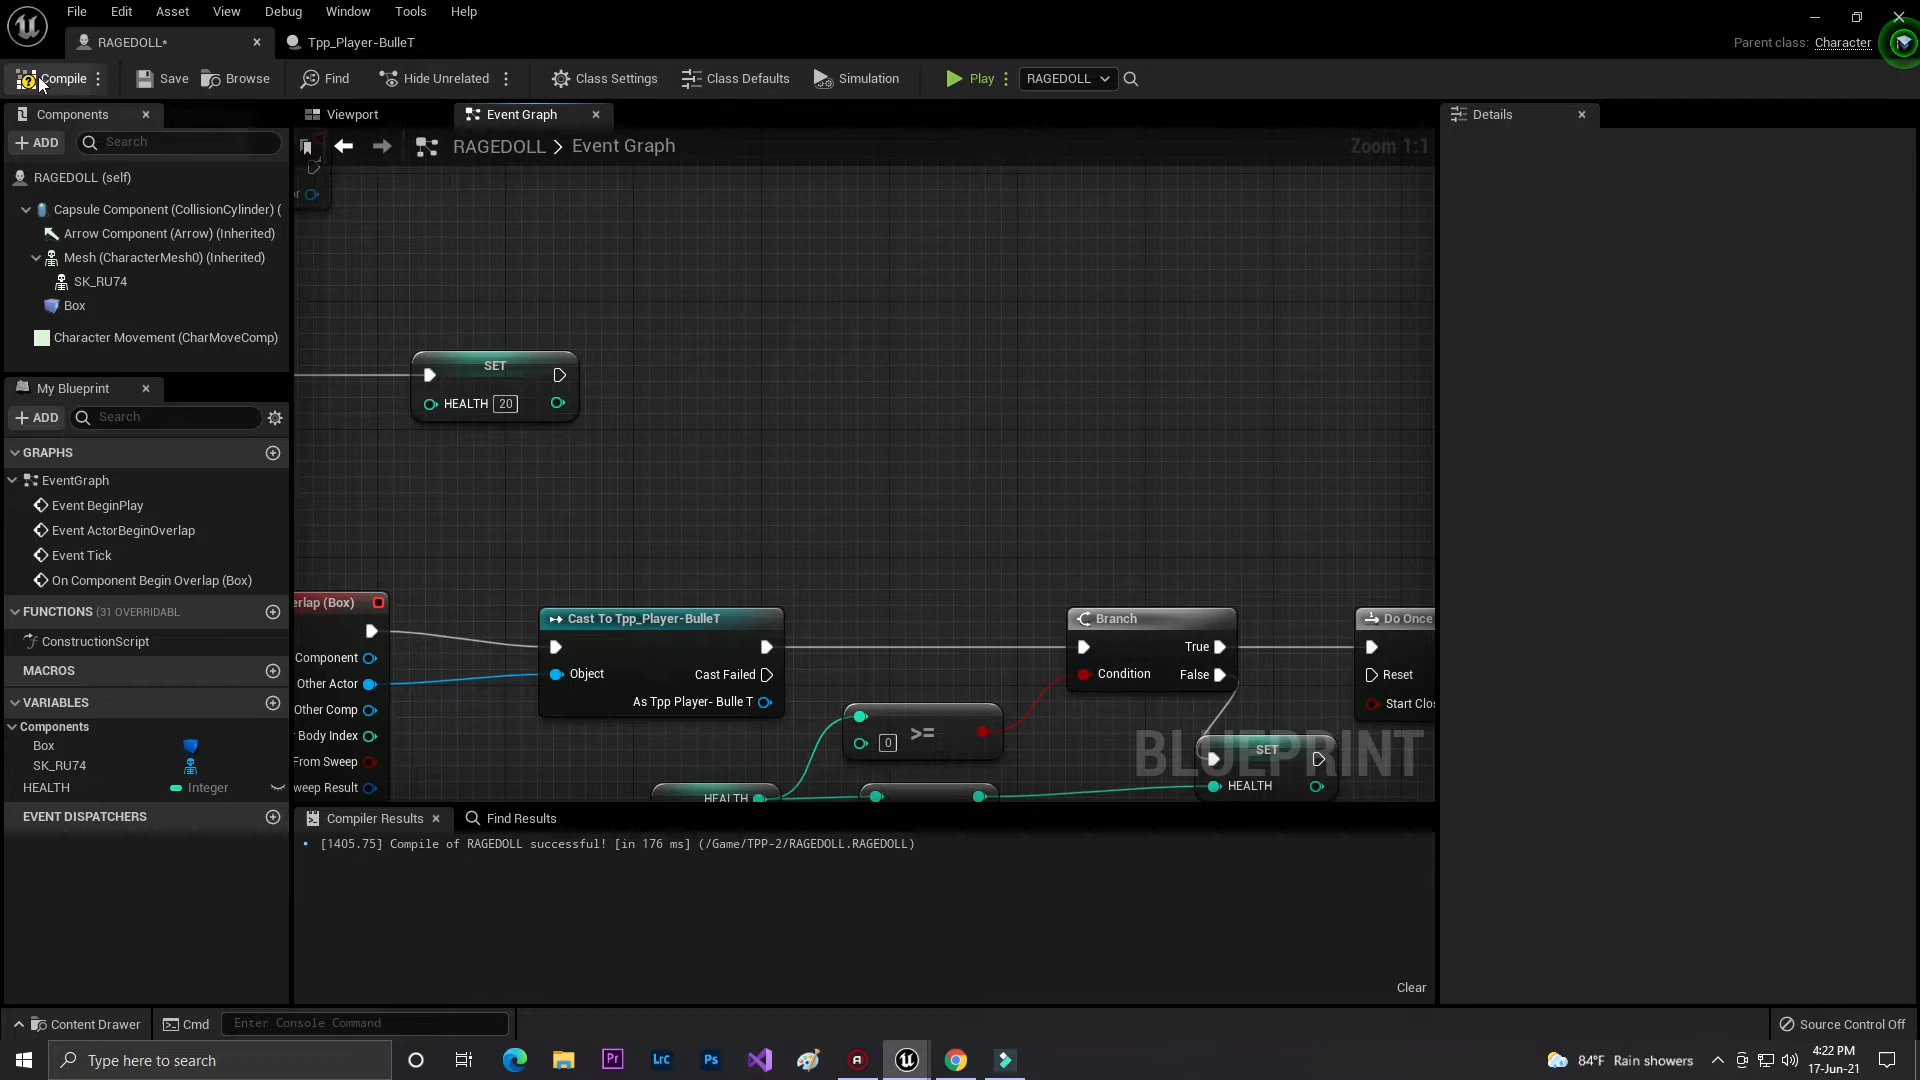 File Edit Asset View Debug Window Tools Help
RAGEDOLL*
Tpp_Player-BulleT
Parent class: Character
Compile
Save
Browse
Find
Hide Unrelated
Class Settings
Class Defaults
Simulation
Play
RAGEDOLL
Components
Viewport
Event Graph
Details
ADD
Search
RAGEDOLL > Event Graph
Zoom 1:1
RAGEDOLL (self)
Capsule Component (CollisionCylinder) (
Arrow Component (Arrow) (Inherited)
Mesh (CharacterMesh0) (Inherited)
SK_RU74
Box
Character Movement (CharMoveComp)
SET
HEALTH 20
My Blueprint
ADD
Search
GRAPHS
EventGraph
Event BeginPlay
Event ActorBeginOverlap
Event Tick
On Component Begin Overlap (Box)
FUNCTIONS (31 OVERRIDABL
ConstructionScript
MACROS
VARIABLES
Components
Box
SK_RU74
HEALTH Integer
EVENT DISPATCHERS
erlap (Box)
Component
Other Actor
Other Comp
Body Index
From Sweep
weep Result
Cast To Tpp_Player-BulleT
Object
Cast Failed
As Tpp Player- Bulle T
Branch
True
Condition
False
Do Once
Reset
Start Clo
0 >=
HEALTH
SET
HEALTH
BLUEPRINT
Compiler Results
Find Results
[1405.75] Compile of RAGEDOLL successful! [in 176 ms] (/Game/TPP-2/RAGEDOLL.RAGEDOLL)
Clear
Content Drawer
Cmd
Enter Console Command
Source Control Off
Type here to search
Pr
Lrc
Ps
84°F Rain showers
4:22 PM
17-Jun-21